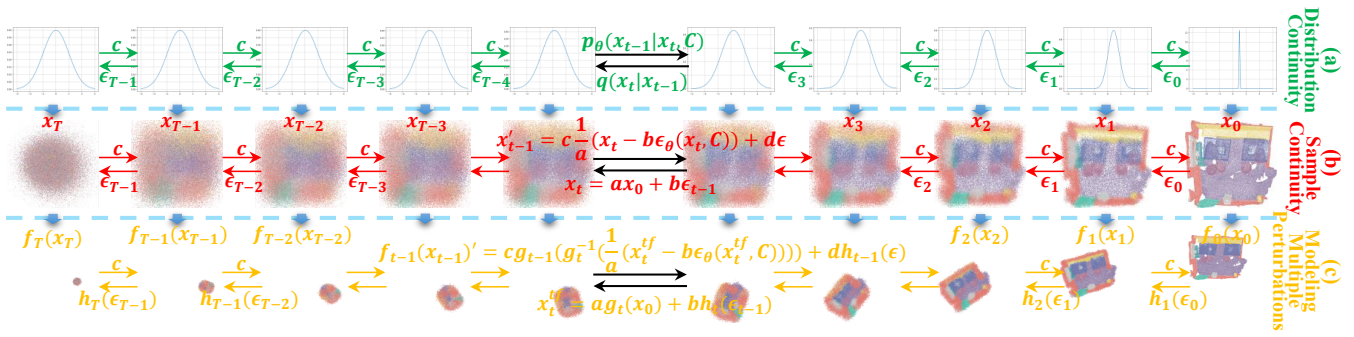 c c c c p_θ(x_{t-1}|x_t, C) c c c c
ϵ_{T-1} ϵ_{T-2} ϵ_{T-3} ϵ_{T-4} q(x_t|x_{t-1}) ϵ_3 ϵ_2 ϵ_1 ϵ_0
(a) Distribution Continuity
x_T x_{T-1} x_{T-2} x_{T-3} x_3 x_2 x_1 x_0
c c c x'_{t-1} = c 1/a (x_t − bϵ_θ(x_t, C)) + dϵ c c c
ϵ_{T-1} ϵ_{T-2} ϵ_{T-3} x_t = ax_0 + bϵ_{t-1} ϵ_2 ϵ_1 ϵ_0
(b) Sample Continuity
f_T(x_T) f_{T-1}(x_{T-1}) f_{T-2}(x_{T-2}) f_2(x_2) f_1(x_1) f_0(x_0)
c c f_{t-1}(x_{t-1})' = cg_{t-1}(g_t^{-1}(1/a (x_t^{tf} − bϵ_θ(x_t^{tf}, C)))) + dh_{t-1}(ϵ) c c
h_T(ϵ_{T-1}) h_{T-1}(ϵ_{T-2}) = ag_t(x_0) + bh_t(ϵ_{t-1}) h_2(ϵ_1) h_1(ϵ_0)
(c) Modeling Multiple Perturbations